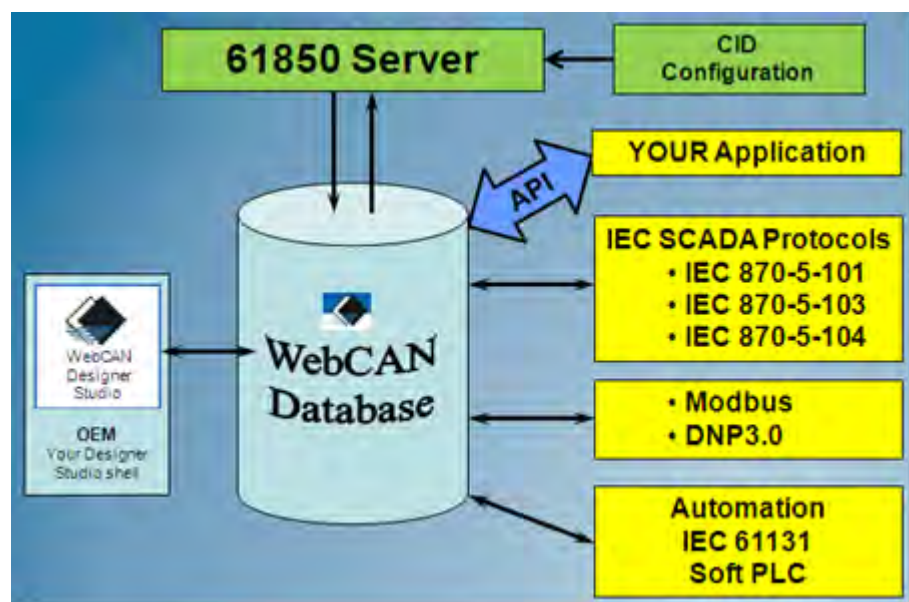 61850 Server
CID
Configuration
YOUR Application
API
IEC SCADA Protocols
• IEC 870-5-101
• IEC 870-5-103
• IEC 870-5-104
WebCAN
Designer
Studio
OEM
Your Designer
Studio shell
WebCAN
Database
• Modbus
• DNP3.0
Automation
IEC 61131
Soft PLC